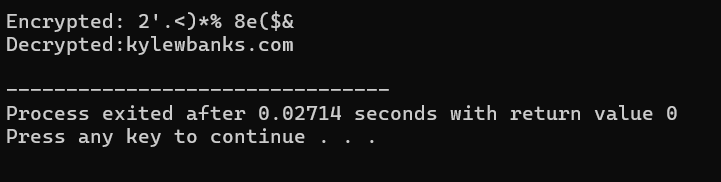 Encrypted: 2'.<)*% 8e($&
Decrypted:kylewbanks.com
--------------------------------
Process exited after 0.02714 seconds with return value 0
Press any key to continue . . .